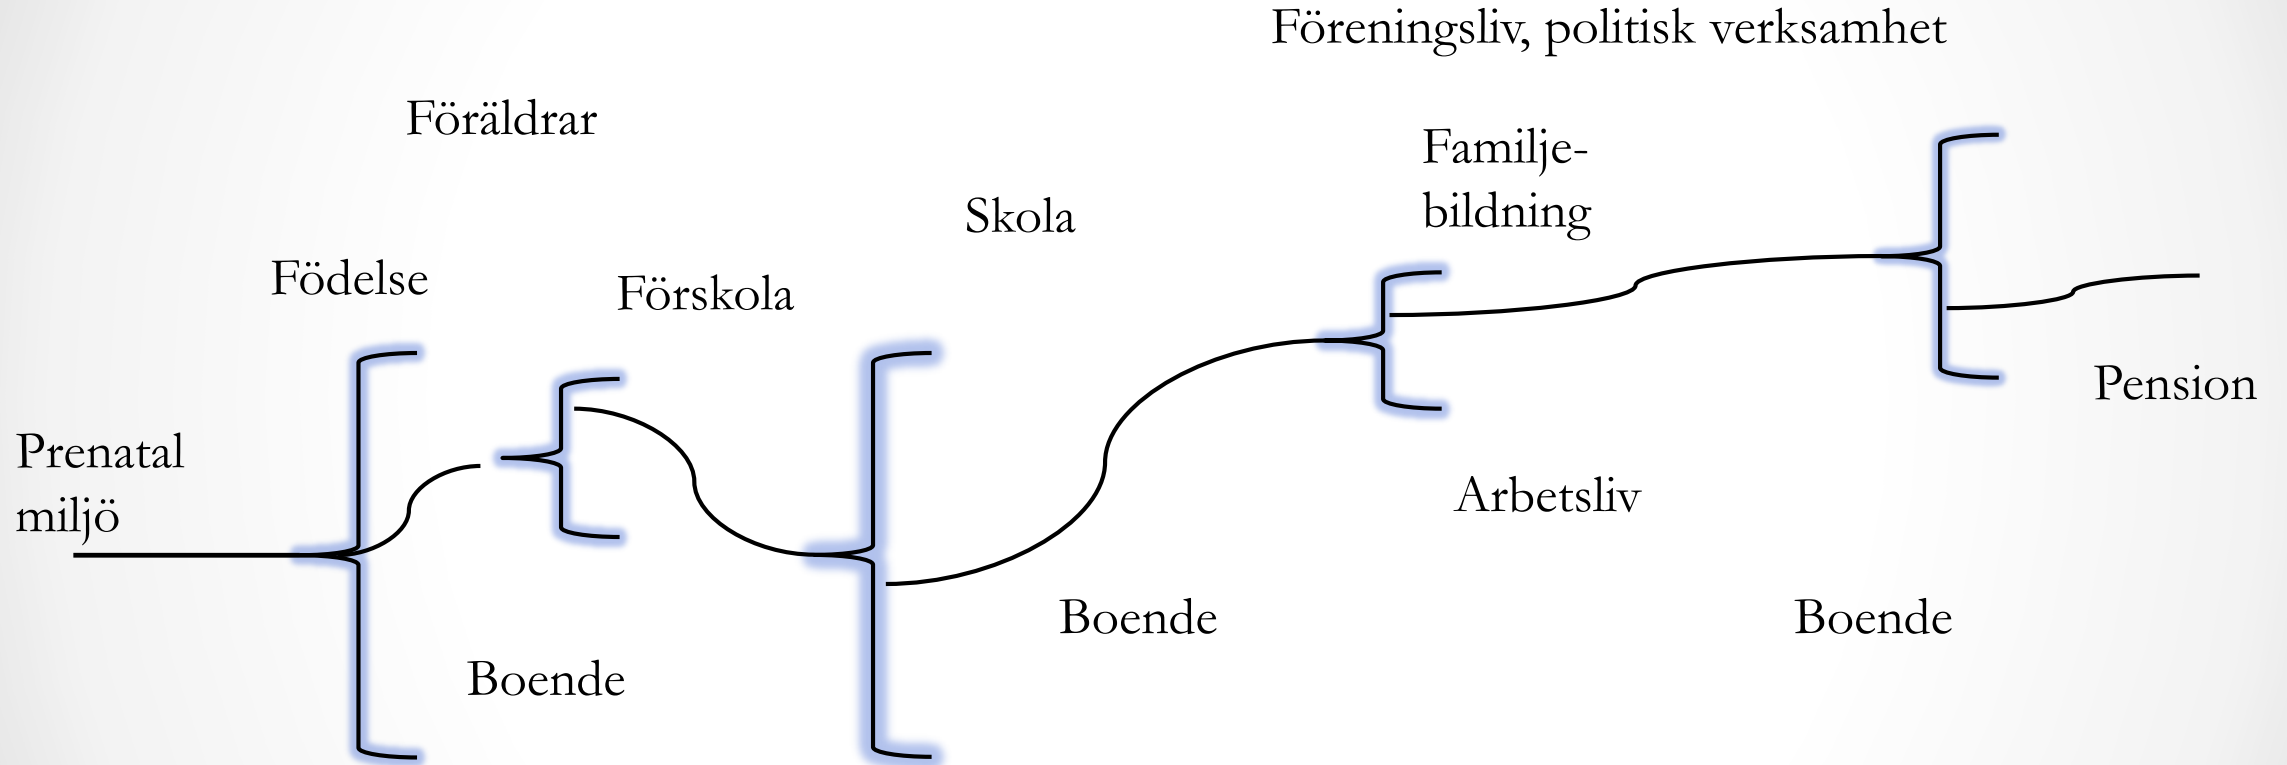 Föreningsliv, politisk verksamhet
Föräldrar
Familje-
bildning
Skola
Födelse
Förskola
Pension
Prenatal
miljö
Arbetsliv
Boende
Boende
Boende